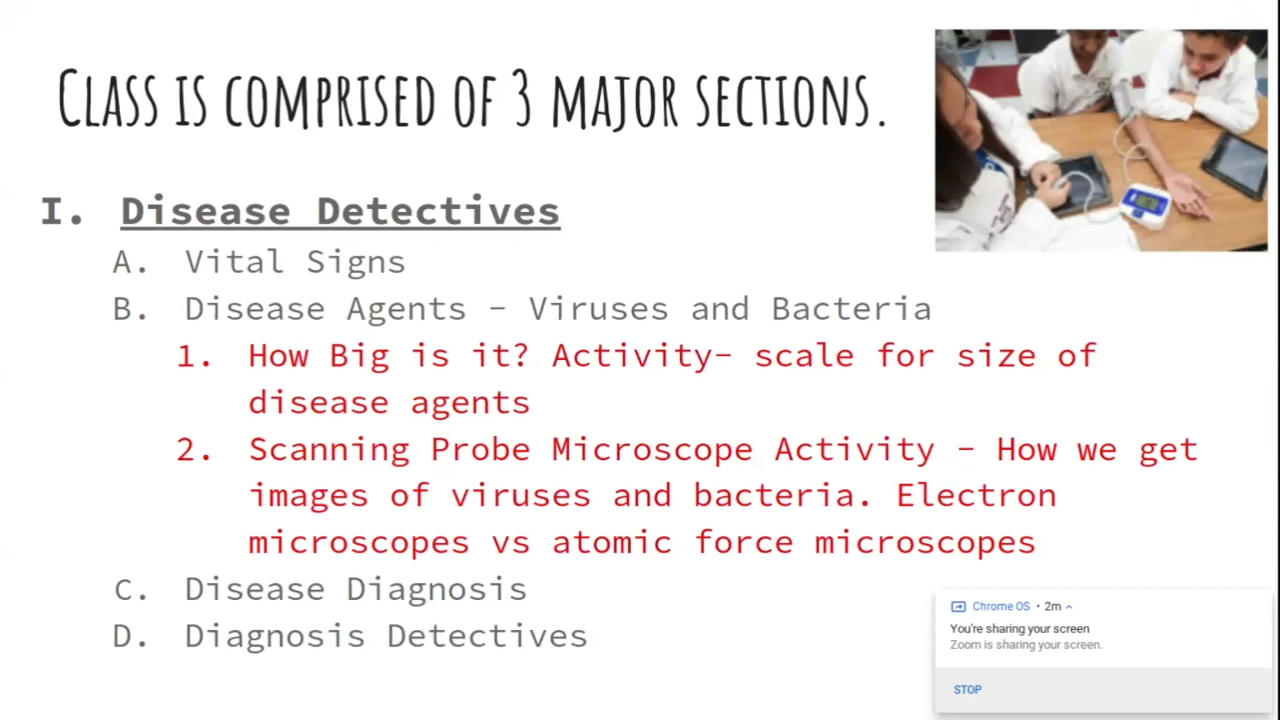 Class is comprised of 3 major sections.
I. Disease Detectives
A. Vital Signs
B. Disease Agents – Viruses and Bacteria
1. How Big is it? Activity– scale for size of
disease agents
2. Scanning Probe Microscope Activity – How we get
images of viruses and bacteria. Electron
microscopes vs atomic force microscopes
C. Disease Diagnosis
D. Diagnosis Detectives
Chrome OS • 2m
You're sharing your screen
Zoom is sharing your screen.
STOP